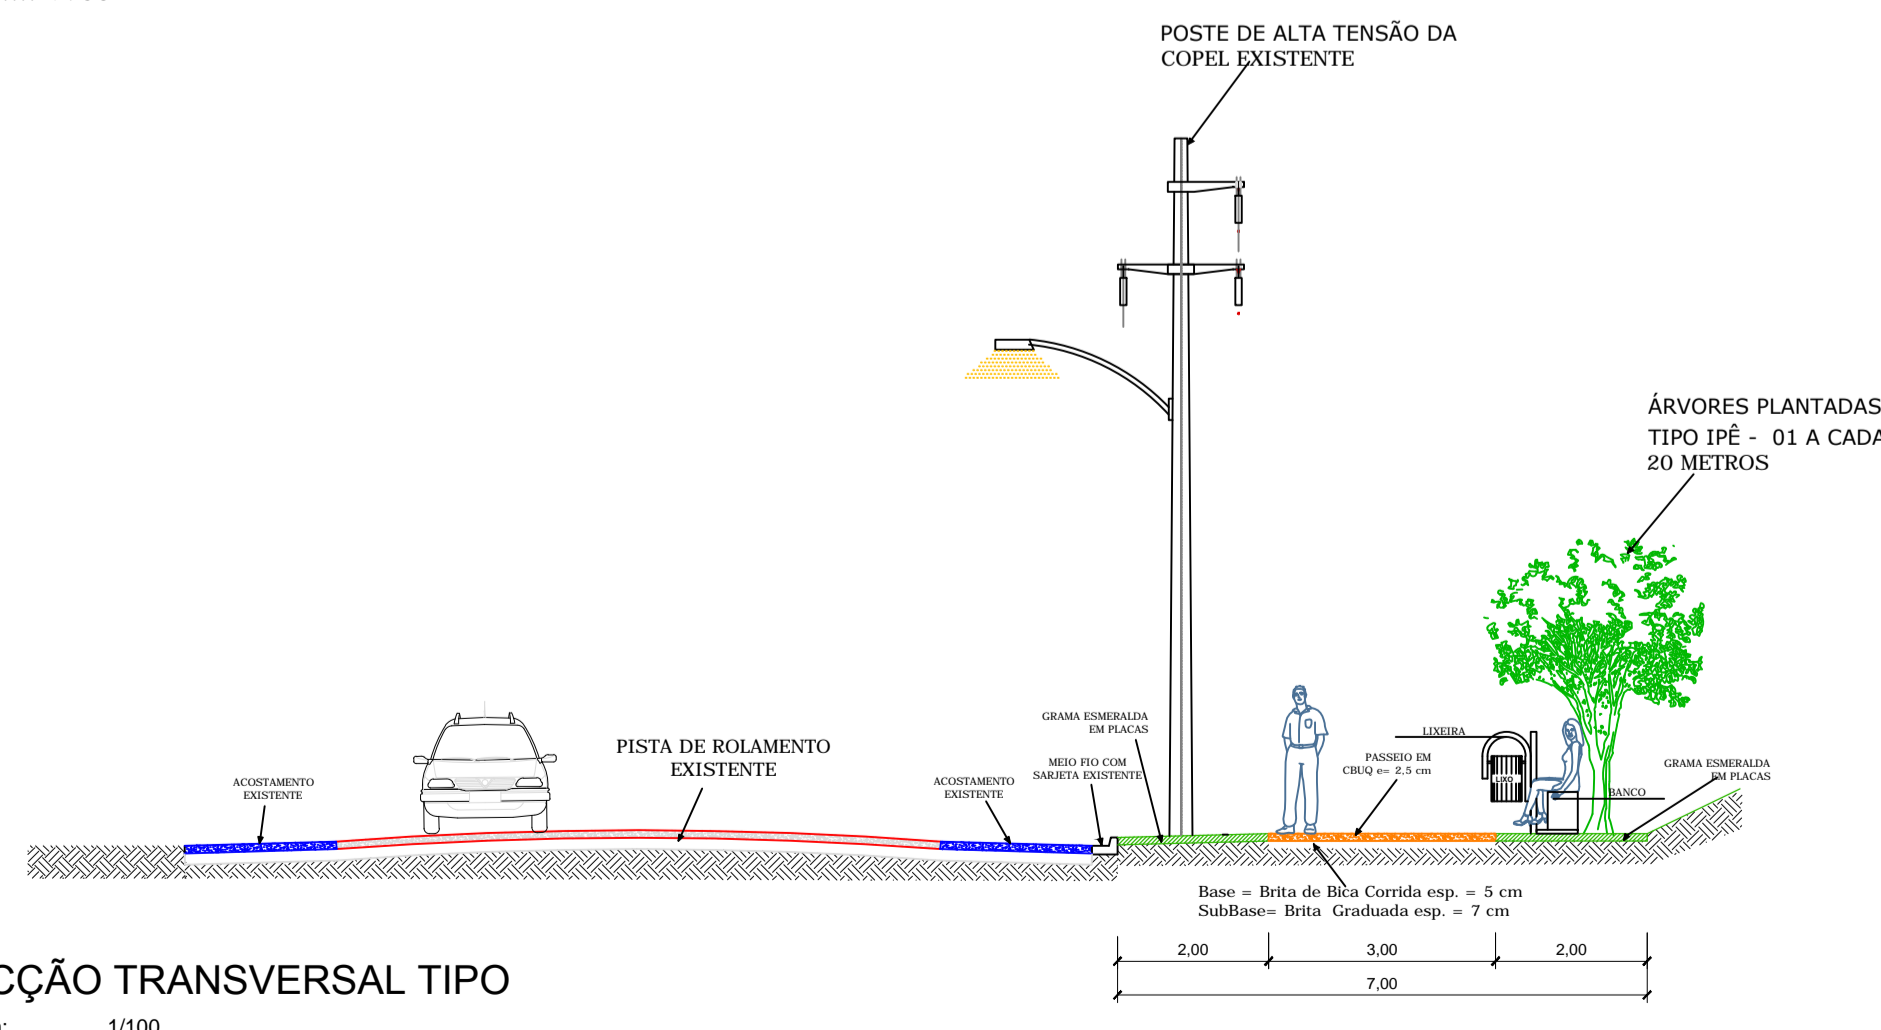 POSTE DE ALTA TENSÃO DA
COPEL EXISTENTE
ÁRVORES PLANTADAS
TIPO IPÊ - 01 A CADA
20 METROS
GRAMA ESMERALDA
EM PLACAS
LIXEIRA
PISTA DE ROLAMENTO
EXISTENTE
MEIO FIO COM
SARJETA EXISTENTE
PASSEIO EM
CBUQ e= 2,5 cm
GRAMA ESMERALDA
EM PLACAS
ACOSTAMENTO
EXISTENTE
ACOSTAMENTO
EXISTENTE
LIXO
BANCO
Base = Brita de Bica Corrida esp. = 5 cm
SubBase= Brita Graduada esp. = 7 cm
2,00
3,00
2,00
7,00
CÇÃO TRANSVERSAL TIPO
1/100